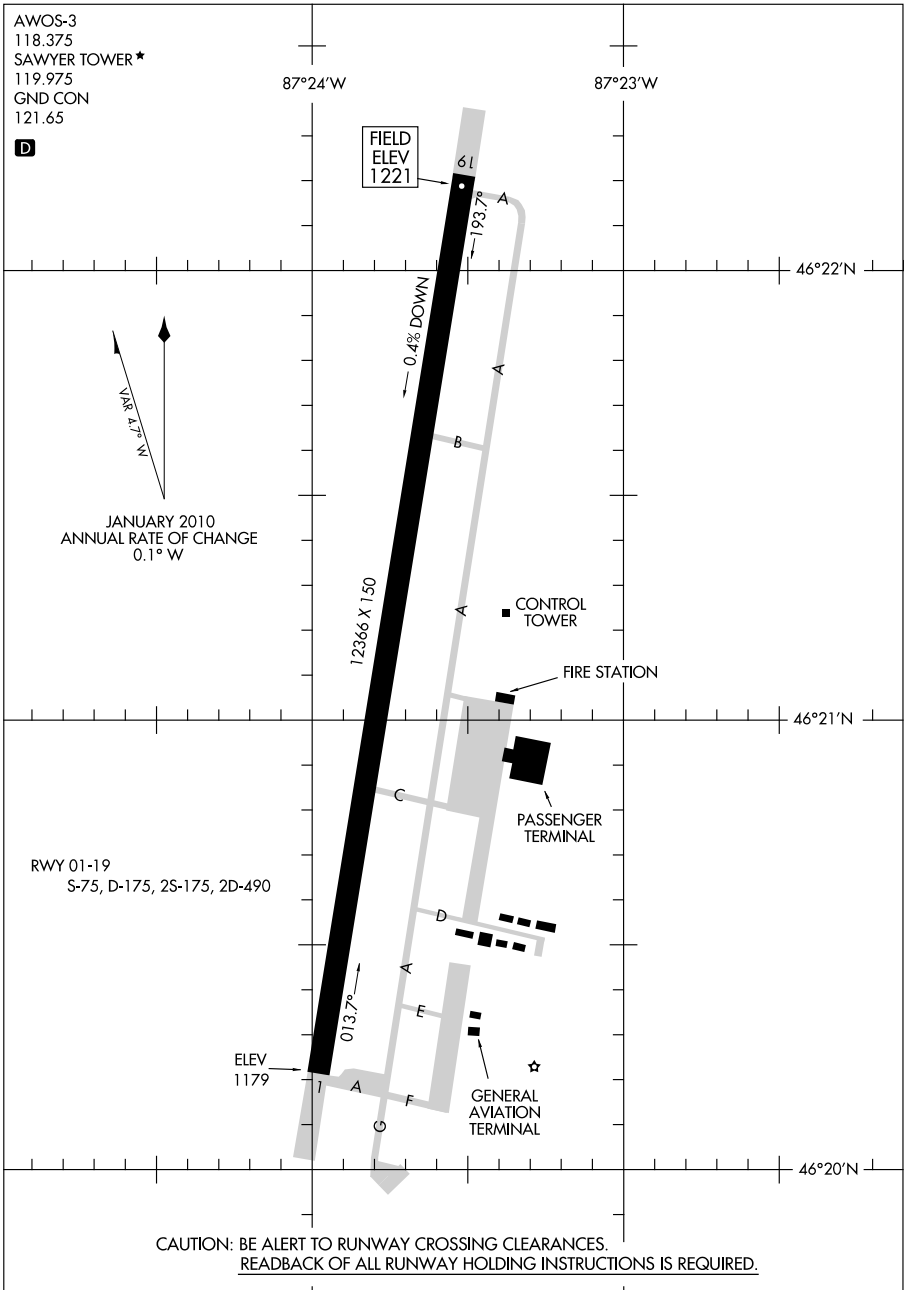 AWOS-3
118.375
SAWYER TOWER★
119.975
GND CON
121.65
D
87°24'W
87°23'W
FIELD
ELEV
1221
19
A
193.7°
46°22'N
0.4% DOWN
A
VAR 4.7° W
B
JANUARY 2010
ANNUAL RATE OF CHANGE
0.1° W
12366 X 150
A
CONTROL
TOWER
FIRE STATION
46°21'N
C
PASSENGER
TERMINAL
RWY 01-19
S-75, D-175, 2S-175, 2D-490
D
A
013.7°
E
ELEV
1179
1
A
F
GENERAL
AVIATION
TERMINAL
G
46°20'N
CAUTION: BE ALERT TO RUNWAY CROSSING CLEARANCES.
READBACK OF ALL RUNWAY HOLDING INSTRUCTIONS IS REQUIRED.